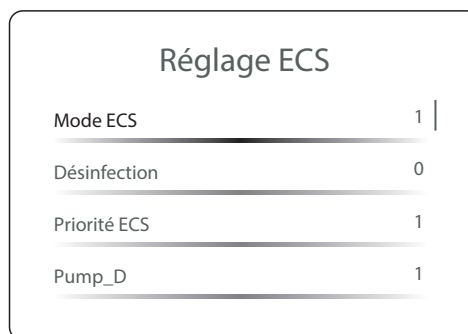 Réglage ECS
Mode ECS 1
Désinfection 0
Priorité ECS 1
Pump_D 1